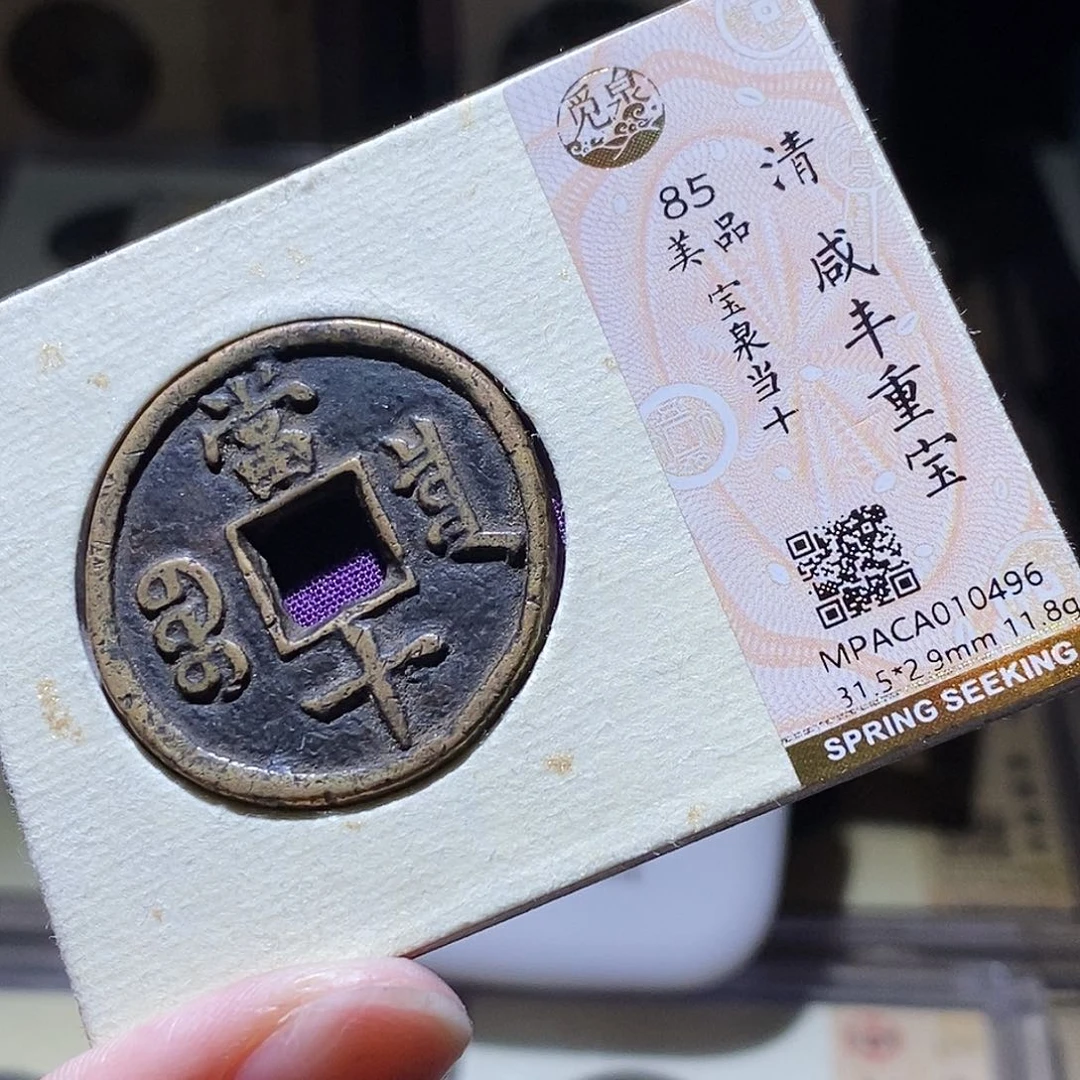 當
十
觅泉
85
美品
宝泉当十
清
咸丰重宝
MPACA010496
31.5*2.9mm 11.8g
SPRING SEEKING